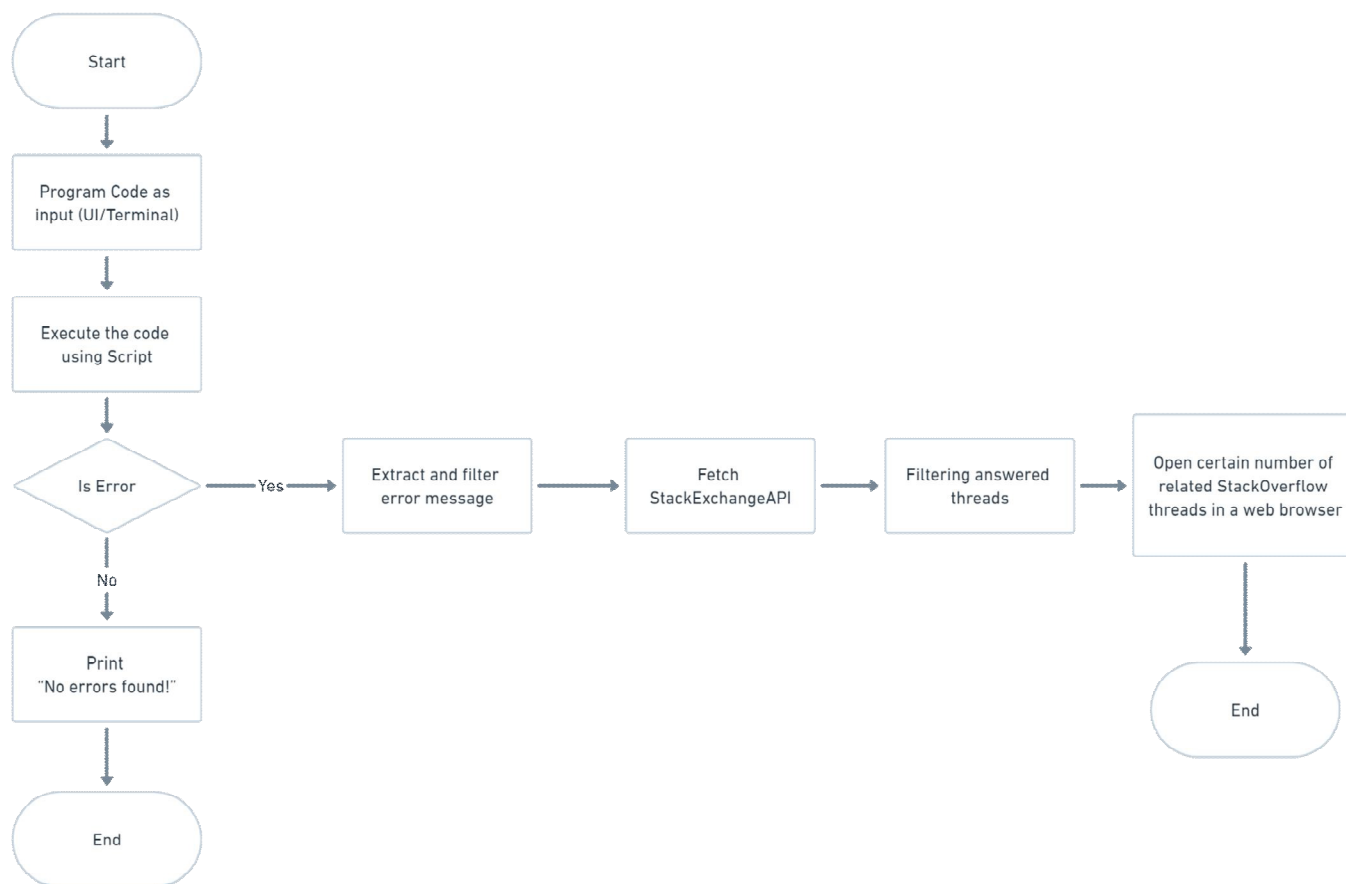 Start
Program Code as
input (UI/Terminal)
Execute the code
using Script
Is Error
Yes
Extract and filter
error message
Fetch
StackExchangeAPI
Filtering answered
threads
Open certain number of
related StackOverflow
threads in a web browser
No
Print
"No errors found!"
End
End